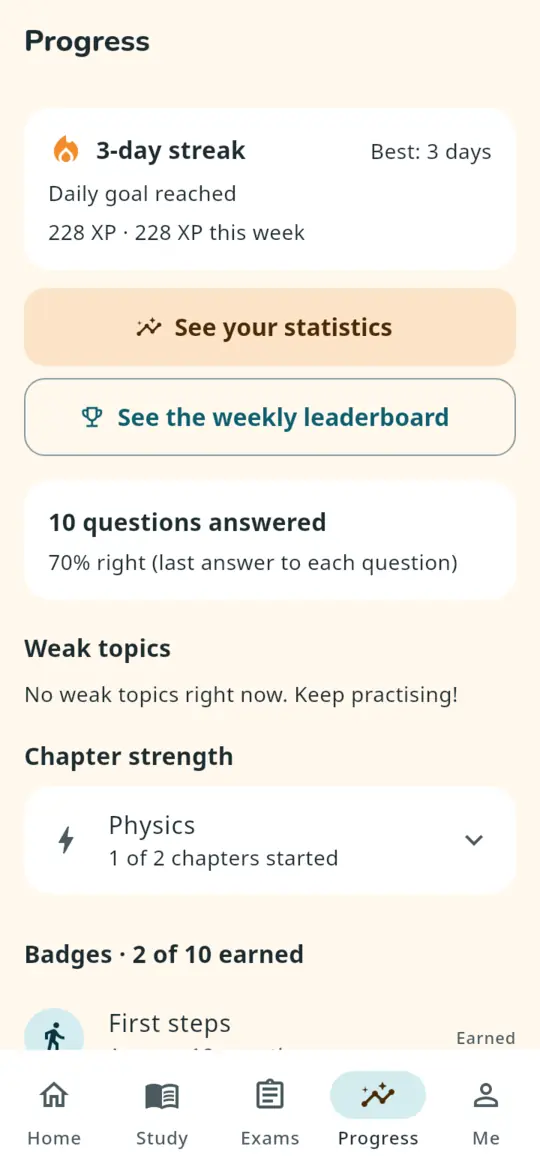 Progress
3-day streak
Best: 3 days
Daily goal reached
228 XP · 228 XP this week
See your statistics
See the weekly leaderboard
10 questions answered
70% right (last answer to each question)
Weak topics
No weak topics right now. Keep practising!
Chapter strength
Physics
1 of 2 chapters started
Badges · 2 of 10 earned
First steps
Earned
Home
Study
Exams
Progress
Me